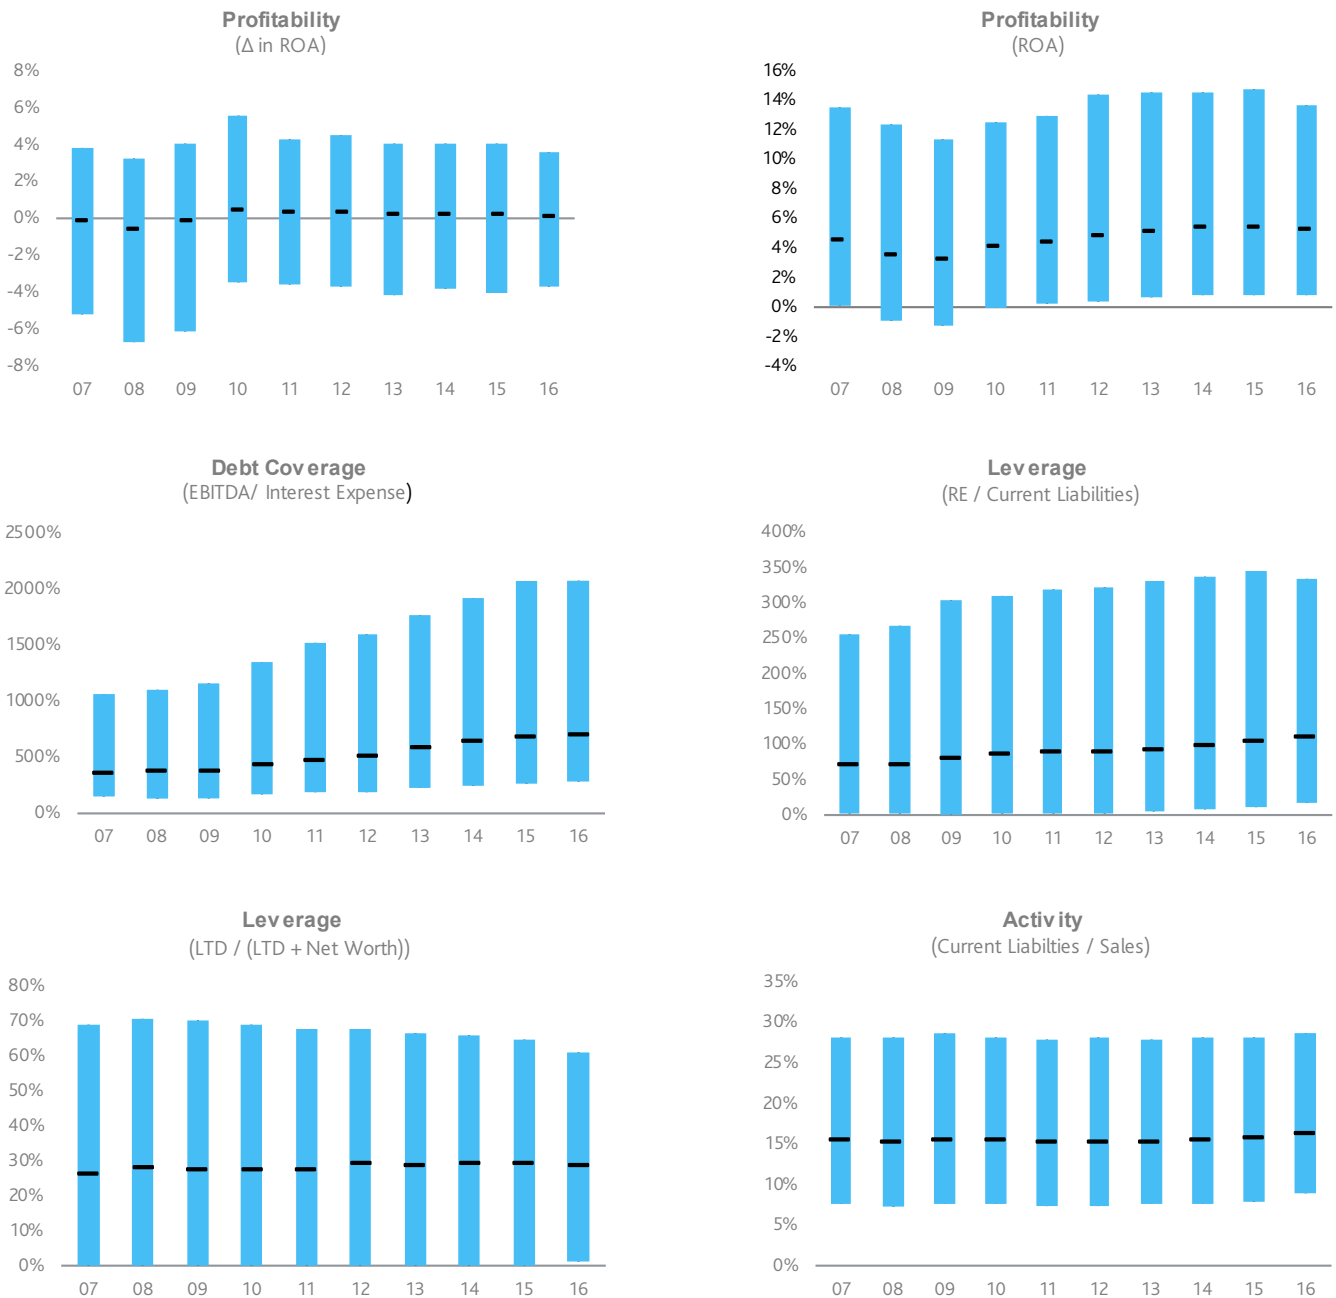 Profitability
(Δ in ROA)
8%
6%
4%
2%
0%
-2%
-4%
-6%
-8%
07 08 09 10 11 12 13 14 15 16
Profitability
(ROA)
16%
14%
12%
10%
8%
6%
4%
2%
0%
-2%
-4%
07 08 09 10 11 12 13 14 15 16
Debt Coverage
(EBITDA/ Interest Expense)
2500%
2000%
1500%
1000%
500%
0%
07 08 09 10 11 12 13 14 15 16
Leverage
(RE / Current Liabilities)
400%
350%
300%
250%
200%
150%
100%
50%
0%
07 08 09 10 11 12 13 14 15 16
Leverage
(LTD / (LTD + Net Worth))
80%
70%
60%
50%
40%
30%
20%
10%
0%
07 08 09 10 11 12 13 14 15 16
Activity
(Current Liabilties / Sales)
35%
30%
25%
20%
15%
10%
5%
0%
07 08 09 10 11 12 13 14 15 16